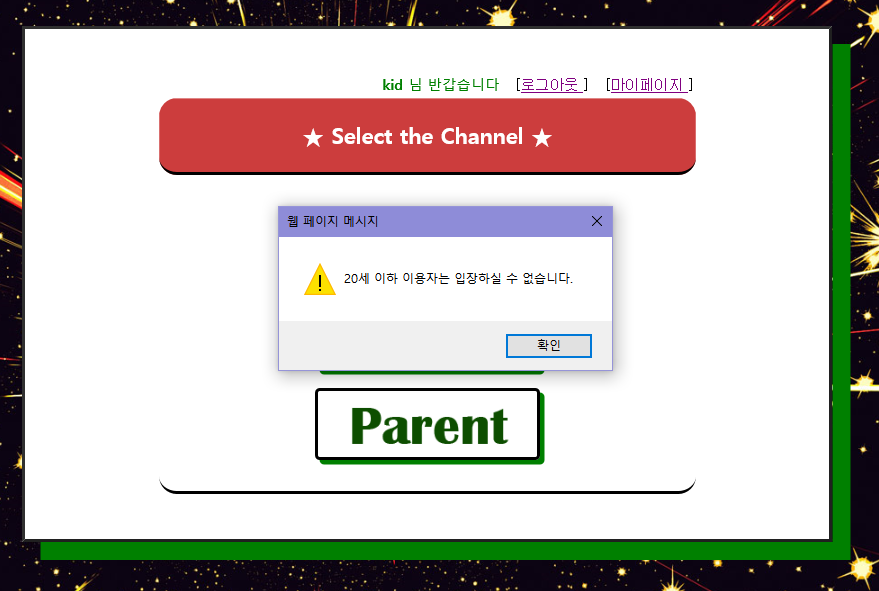 kid 님 반갑습니다 [로그아웃 ] [마이페이지 ]
★ Select the Channel ★
웹 페이지 메시지
20세 이하 이용자는 입장하실 수 없습니다.
확인
Parent